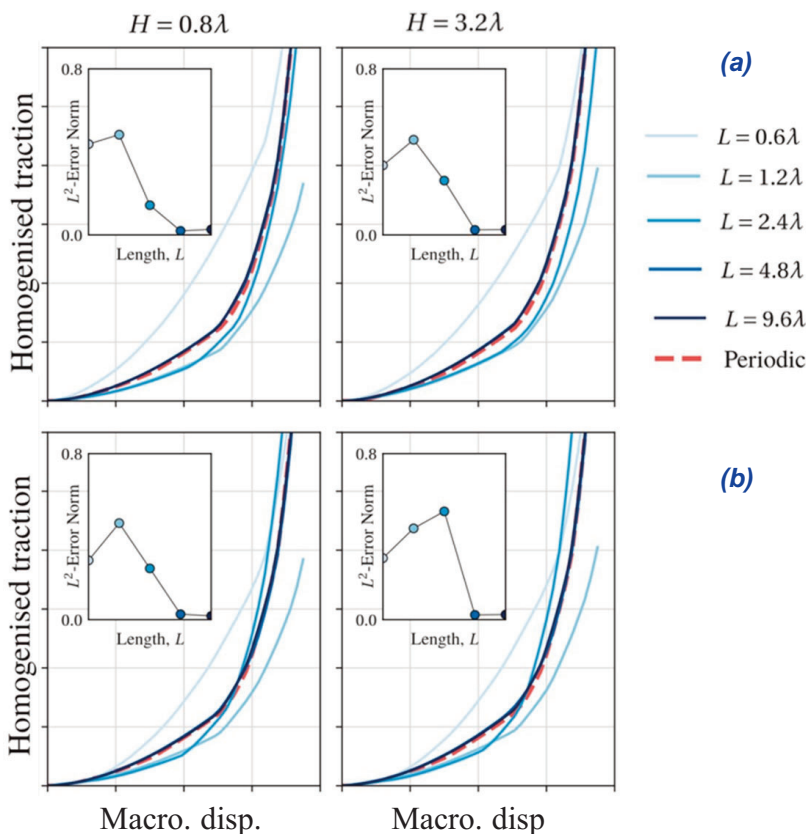 H = 0.8λ
H = 3.2λ
(a)
Homogenised traction
0.8
L²-Error Norm
0.0
Length, L
0.8
L²-Error Norm
0.0
Length, L
L = 0.6λ
L = 1.2λ
L = 2.4λ
L = 4.8λ
L = 9.6λ
Periodic
(b)
Homogenised traction
0.8
L²-Error Norm
0.0
Length, L
0.8
L²-Error Norm
0.0
Length, L
Macro. disp.
Macro. disp